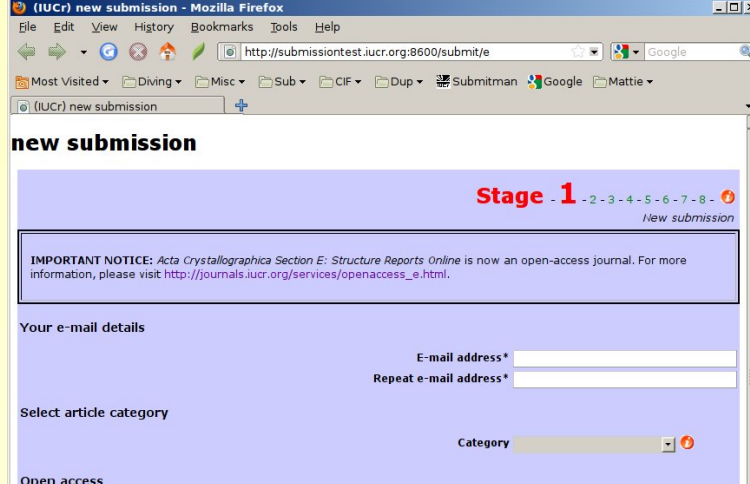 (IUCr) new submission - Mozilla Firefox
File Edit View History Bookmarks Tools Help
http://submissiontest.iucr.org:8600/submit/e
Google
Most Visited Diving Misc Sub CIF Dup Submitman Google Mattie
(IUCr) new submission
new submission
Stage - 1 - 2 - 3 - 4 - 5 - 6 - 7 - 8 -
New submission
IMPORTANT NOTICE: Acta Crystallographica Section E: Structure Reports Online is now an open-access journal. For more
information, please visit http://journals.iucr.org/services/openaccess_e.html.
Your e-mail details
E-mail address*
Repeat e-mail address*
Select article category
Category
Open access